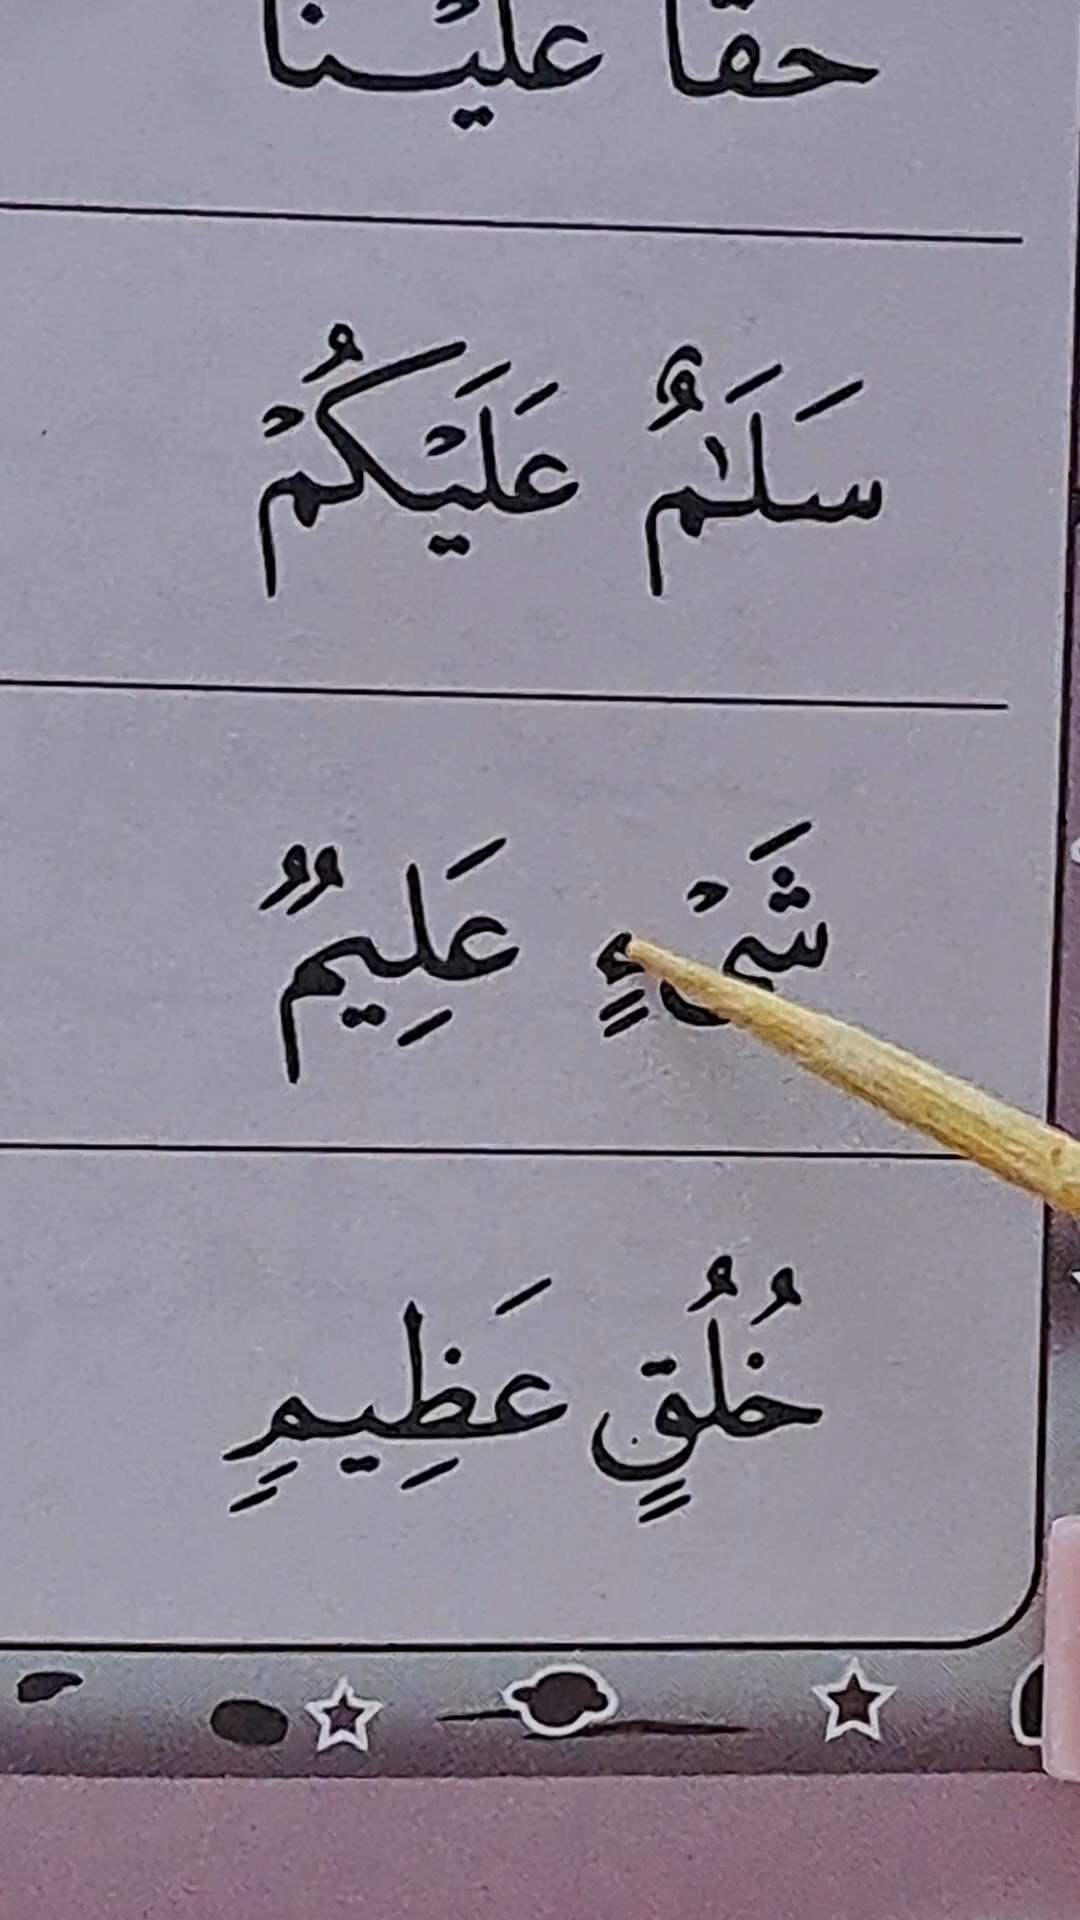 حقا علينا
سَلَـٰمٌ عَلَيْكُمْ
شَىْءٍ عَلِيمٌ
خُلُقٍ عَظِيمٍ